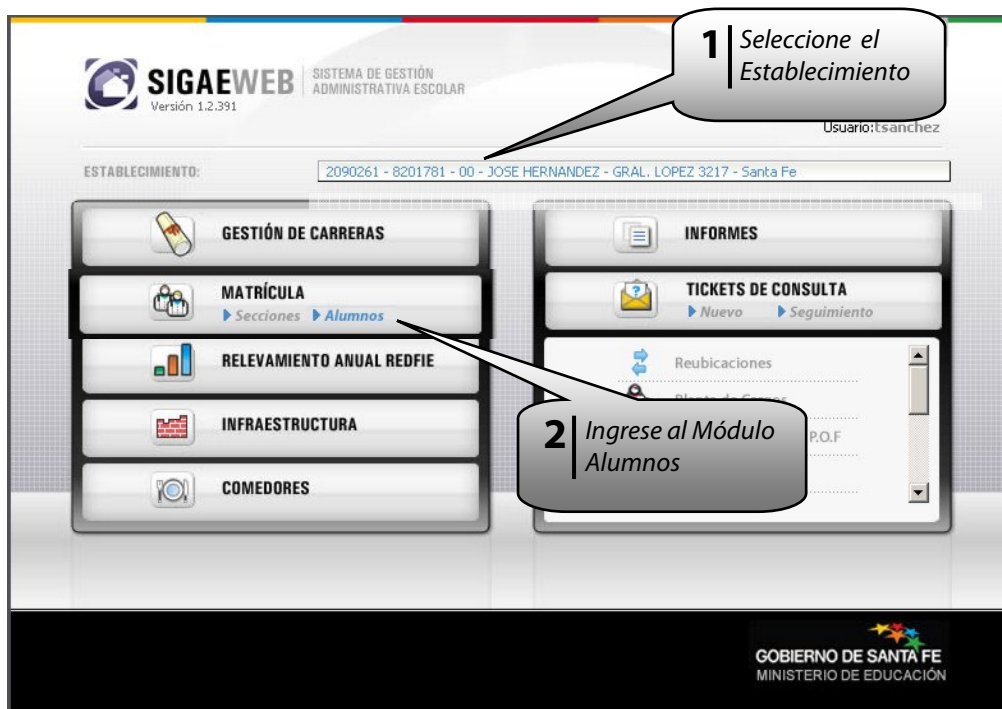 1 Seleccione el
Establecimiento
SIGAEWEB
SISTEMA DE GESTIÓN
ADMINISTRATIVA ESCOLAR
Versión 1.2.391
Usuario:tsanchez
ESTABLECIMIENTO:
2090261 - 8201781 - 00 - JOSE HERNANDEZ - GRAL. LOPEZ 3217 - Santa Fe
GESTIÓN DE CARRERAS
MATRÍCULA
Secciones Alumnos
RELEVAMIENTO ANUAL REDFIE
INFRAESTRUCTURA
COMEDORES
INFORMES
TICKETS DE CONSULTA
Nuevo Seguimiento
Reubicaciones
P.O.F
2 Ingrese al Módulo
Alumnos
GOBIERNO DE SANTA FE
MINISTERIO DE EDUCACIÓN